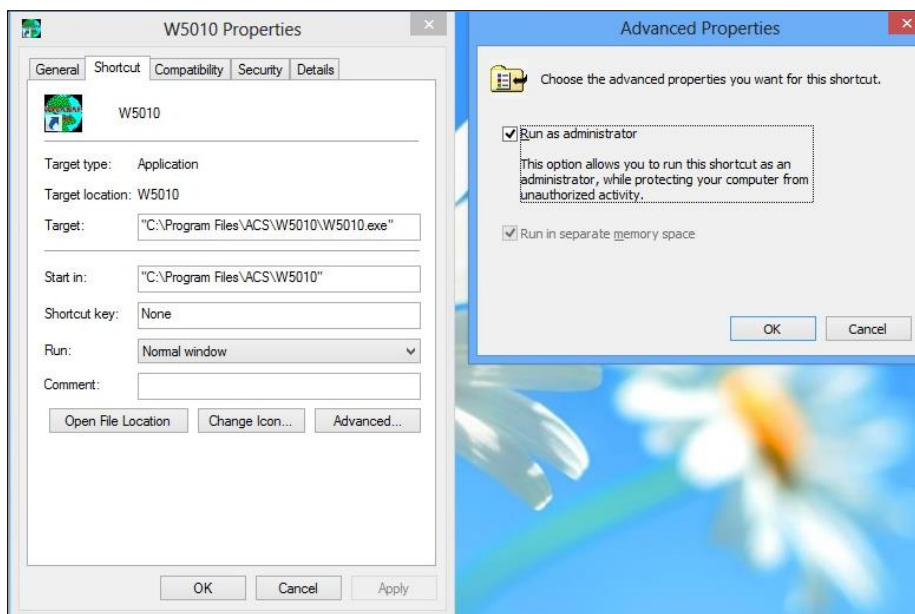 W5010 Properties
General Shortcut Compatibility Security Details
W5010
Target type: Application
Target location: W5010
Target: "C:\Program Files\ACS\W5010\W5010.exe"
Start in: "C:\Program Files\ACS\W5010"
Shortcut key: None
Run: Normal window
Comment:
Open File Location Change Icon... Advanced...
OK Cancel Apply
Advanced Properties
Choose the advanced properties you want for this shortcut.
Run as administrator
This option allows you to run this shortcut as an
administrator, while protecting your computer from
unauthorized activity.
Run in separate memory space
OK Cancel